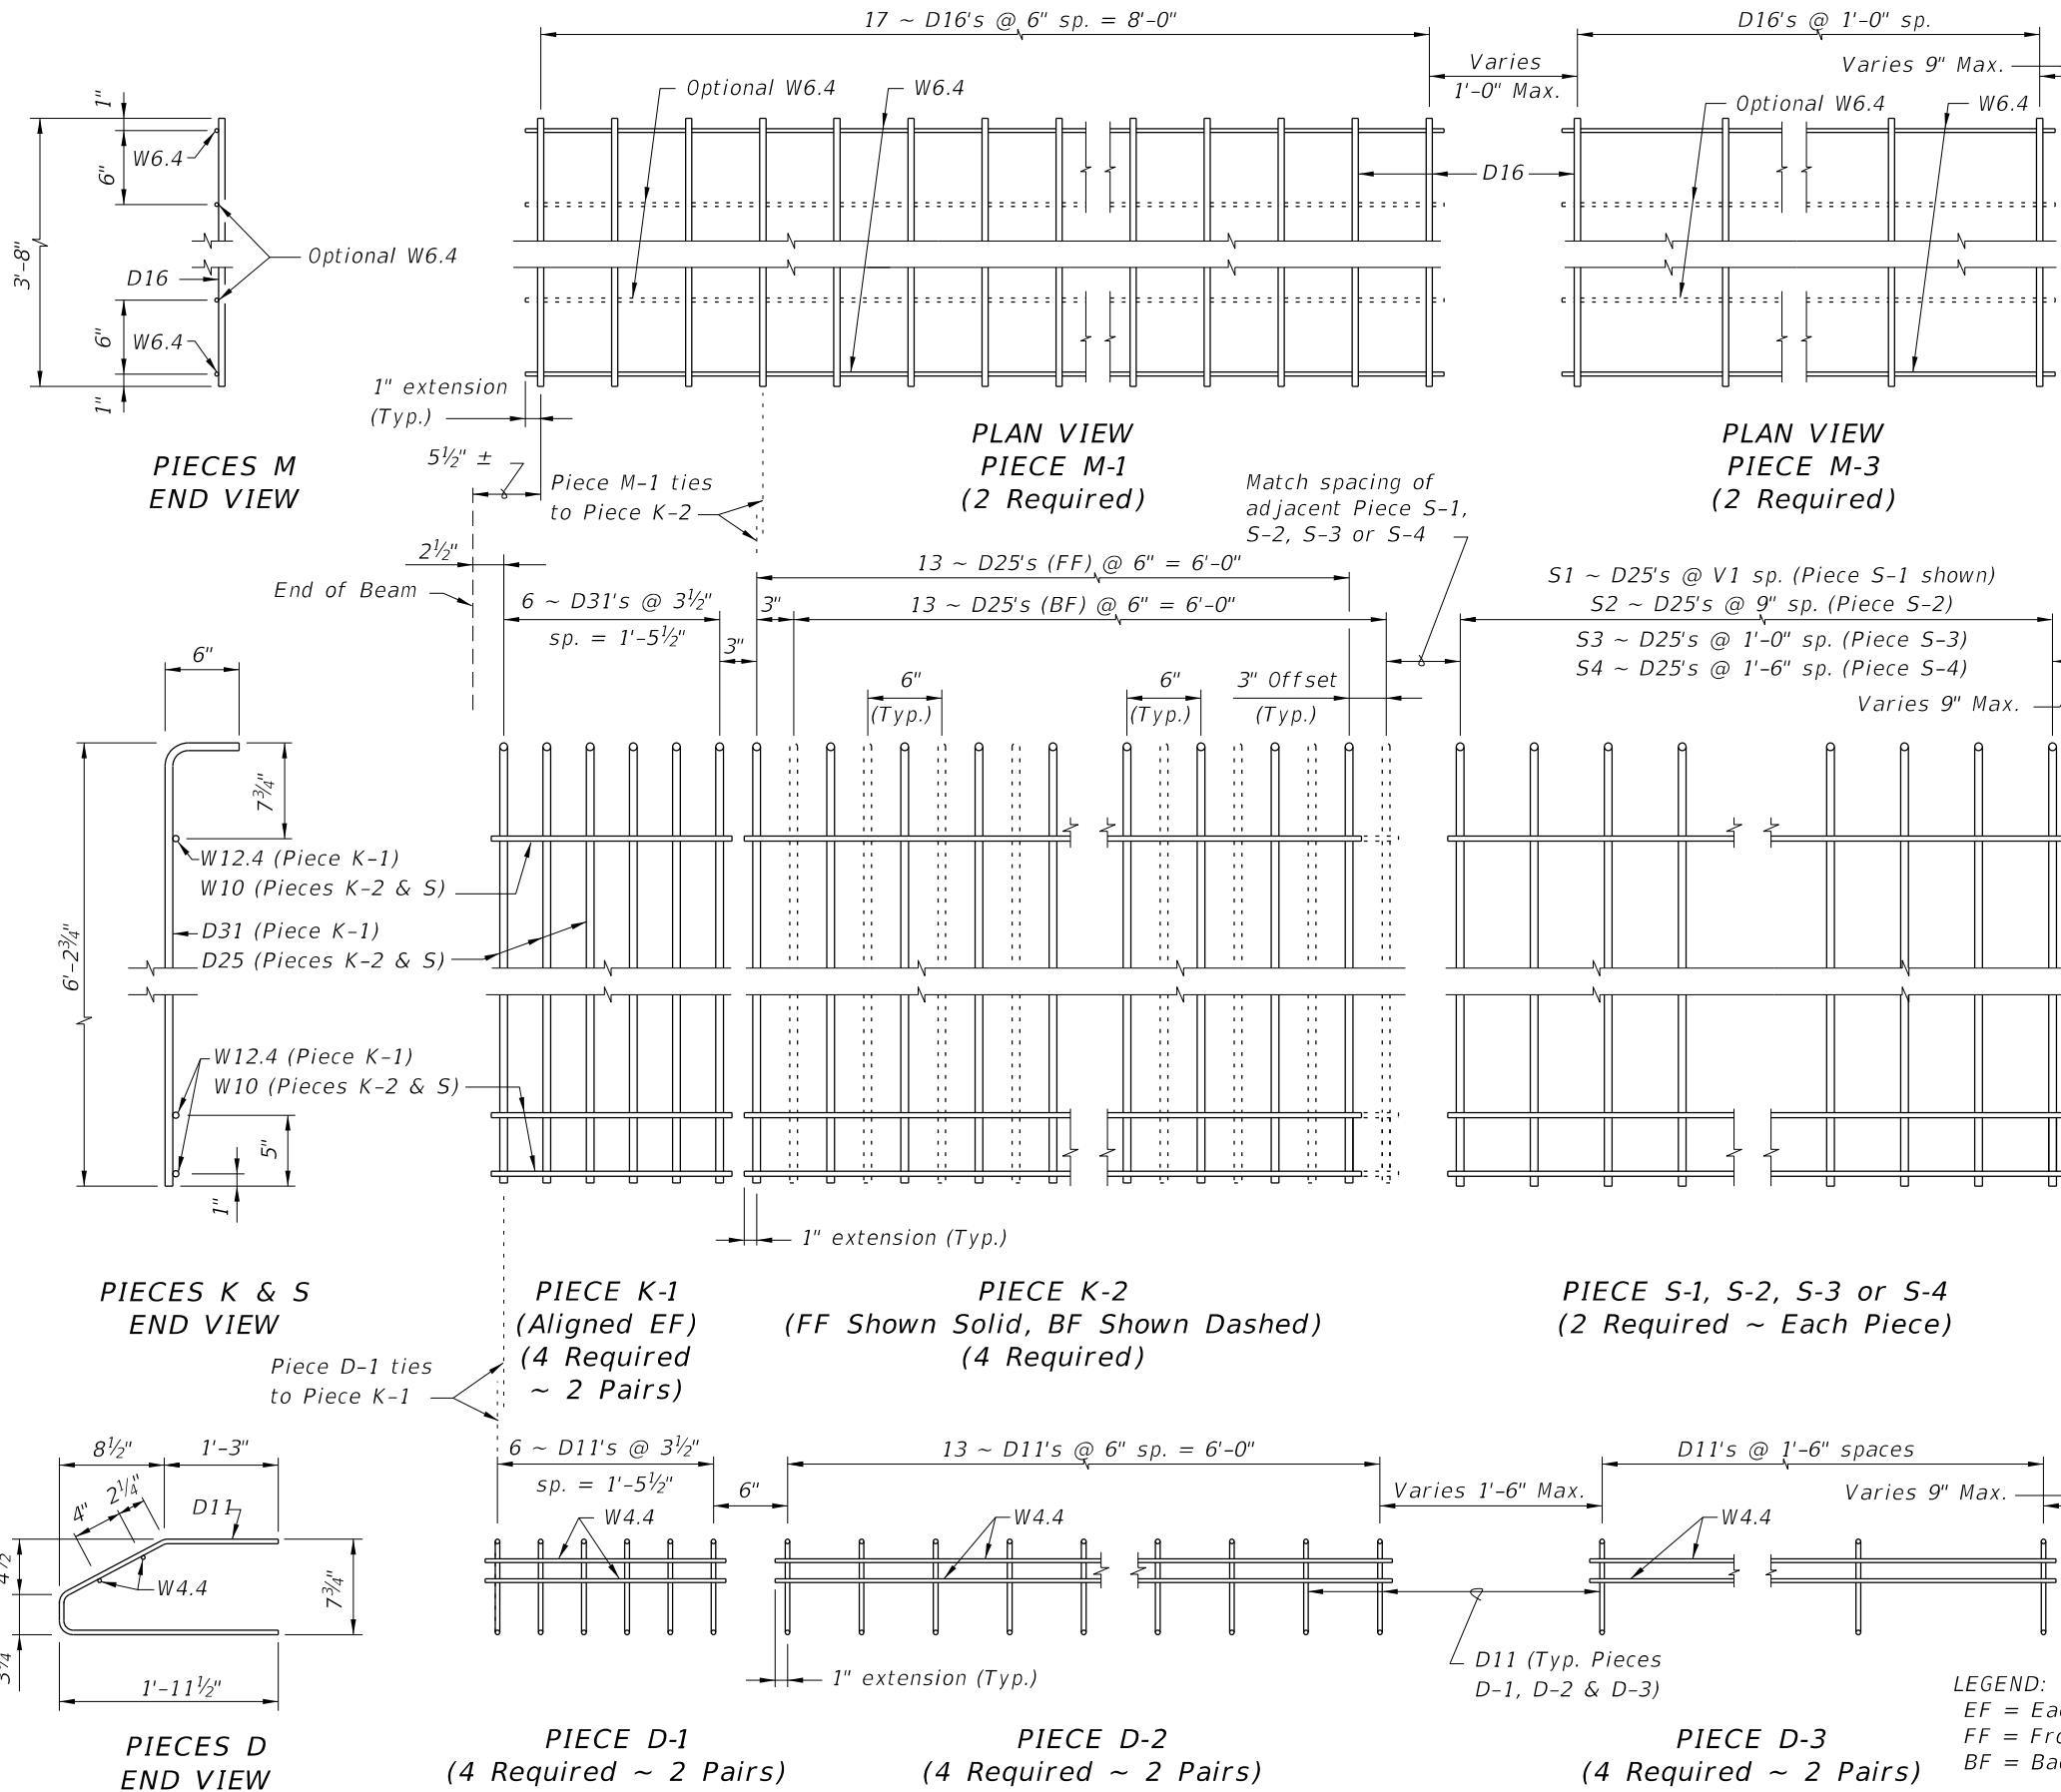 17 ~ D16's @ 6" sp. = 8'-0"
D16's @ 1'-0" sp.
Varies
1'-0" Max.
Varies 9" Max.
Optional W6.4
W6.4
Optional W6.4
W6.4
1"
W6.4
6"
3'-8"
Optional W6.4
D16
6"
W6.4
1"
D16
1" extension
(Typ.)
PIECES M
END VIEW
PLAN VIEW
PIECE M-1
(2 Required)
PLAN VIEW
PIECE M-3
(2 Required)
5½" ±
Piece M-1 ties
to Piece K-2
Match spacing of
adjacent Piece S-1,
S-2, S-3 or S-4
2½"
End of Beam
13 ~ D25's (FF) @ 6" = 6'-0"
6 ~ D31's @ 3½"
sp. = 1'-5½"
3"
13 ~ D25's (BF) @ 6" = 6'-0"
3"
S1 ~ D25's @ V1 sp. (Piece S-1 shown)
S2 ~ D25's @ 9" sp. (Piece S-2)
S3 ~ D25's @ 1'-0" sp. (Piece S-3)
S4 ~ D25's @ 1'-6" sp. (Piece S-4)
Varies 9" Max.
6"
(Typ.)
6"
(Typ.)
3" Offset
(Typ.)
6"
7¾"
W12.4 (Piece K-1)
W10 (Pieces K-2 & S)
D31 (Piece K-1)
D25 (Pieces K-2 & S)
6'-2¾"
W12.4 (Piece K-1)
W10 (Pieces K-2 & S)
5"
1"
1" extension (Typ.)
PIECES K & S
END VIEW
PIECE K-1
(Aligned EF)
(4 Required
~ 2 Pairs)
PIECE K-2
(FF Shown Solid, BF Shown Dashed)
(4 Required)
PIECE S-1, S-2, S-3 or S-4
(2 Required ~ Each Piece)
Piece D-1 ties
to Piece K-1
8½"
1'-3"
4"
2¼"
D11
W4.4
7¾"
1'-11½"
6 ~ D11's @ 3½"
sp. = 1'-5½"
W4.4
6"
13 ~ D11's @ 6" sp. = 6'-0"
W4.4
Varies 1'-6" Max.
D11's @ 1'-6" spaces
Varies 9" Max.
W4.4
1" extension (Typ.)
D11 (Typ. Pieces
D-1, D-2 & D-3)
PIECES D
END VIEW
PIECE D-1
(4 Required ~ 2 Pairs)
PIECE D-2
(4 Required ~ 2 Pairs)
PIECE D-3
(4 Required ~ 2 Pairs)
LEGEND:
EF =
FF =
BF =